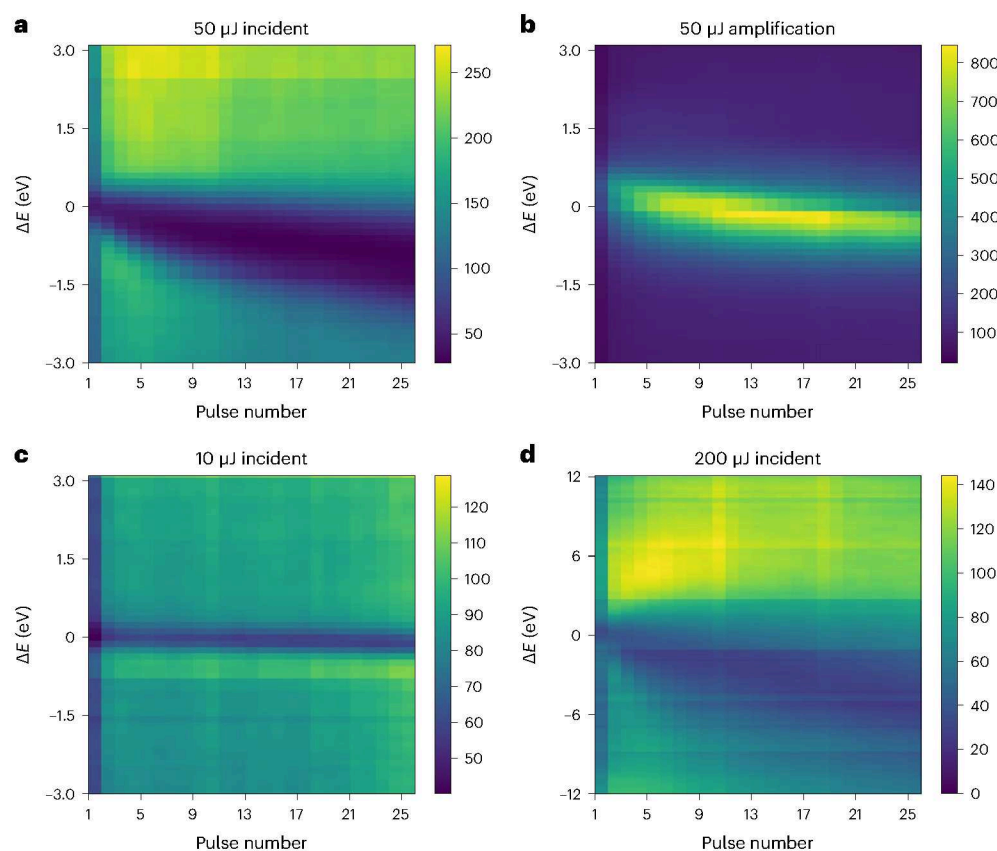 a
50 µJ incident
3.0
1.5
0
−1.5
−3.0
ΔE (eV)
1 5 9 13 17 21 25
Pulse number
250
200
150
100
50
b
50 µJ amplification
3.0
1.5
0
−1.5
−3.0
ΔE (eV)
1 5 9 13 17 21 25
Pulse number
800
700
600
500
400
300
200
100
c
10 µJ incident
3.0
1.5
0
−1.5
−3.0
ΔE (eV)
1 5 9 13 17 21 25
Pulse number
120
110
100
90
80
70
60
50
d
200 µJ incident
12
6
0
−6
−12
ΔE (eV)
1 5 9 13 17 21 25
Pulse number
140
120
100
80
60
40
20
0